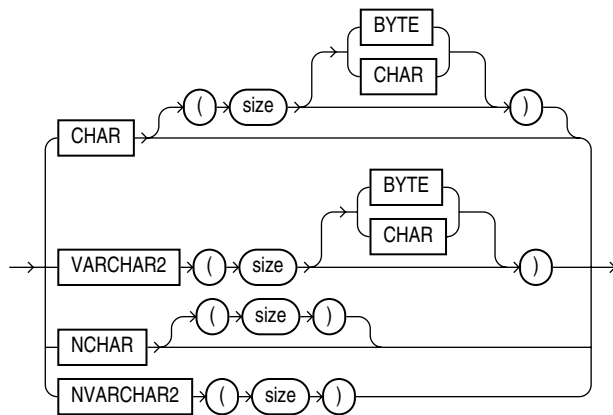 BYTE
CHAR
( size )
CHAR
BYTE
CHAR
VARCHAR2 ( size )
( size )
NCHAR
NVARCHAR2 ( size )